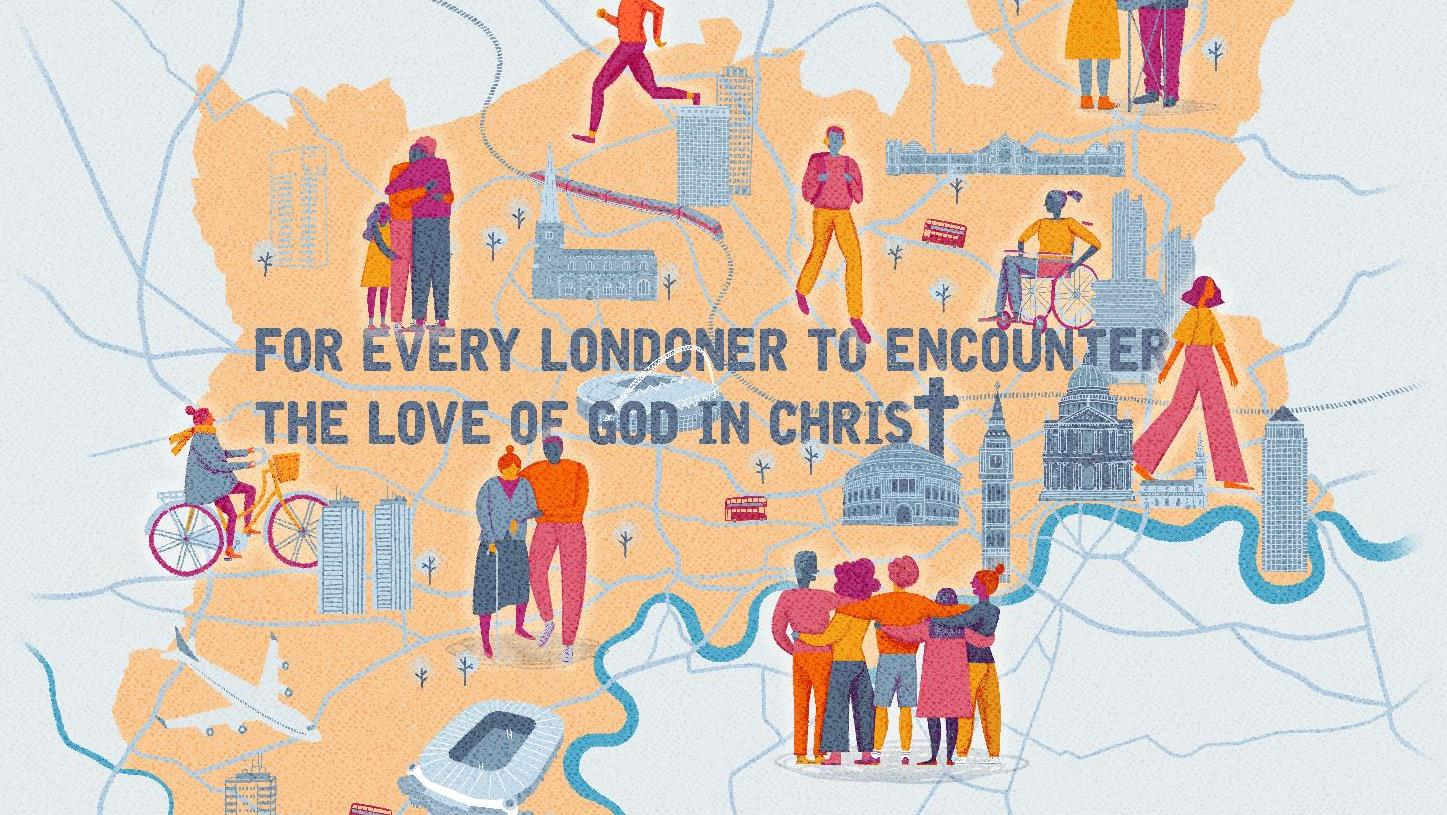 FOR EVERY LONDONER TO ENCOUNTER
THE LOVE OF GOD IN CHRIST